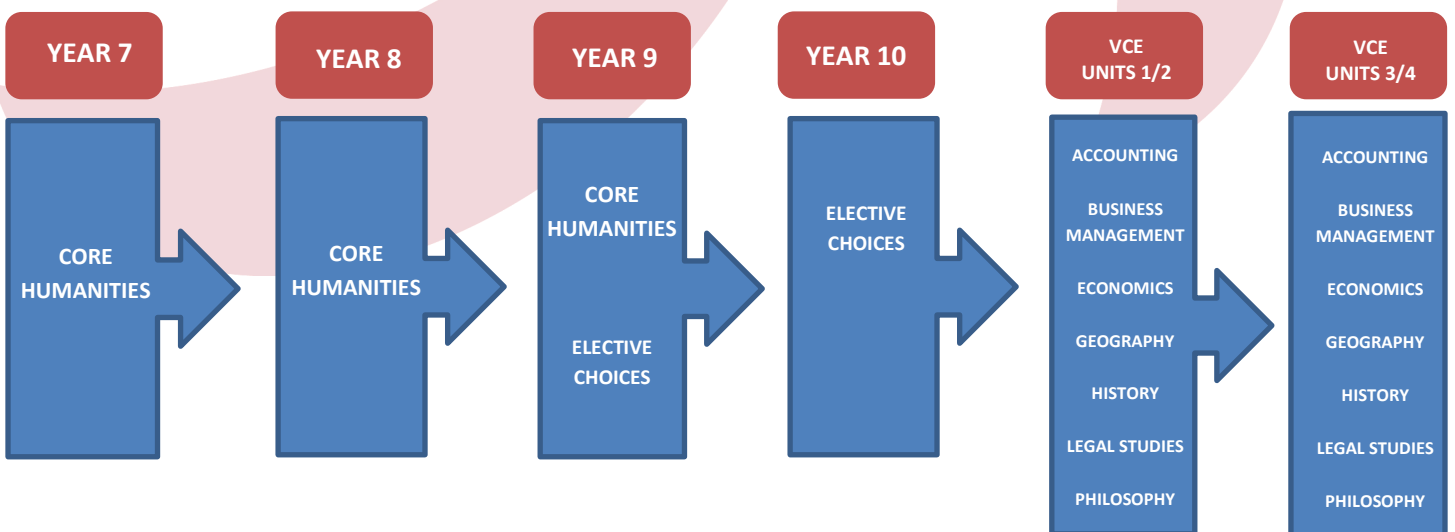 YEAR 7
YEAR 8
YEAR 9
YEAR 10
VCE
UNITS 1/2
VCE
UNITS 3/4
CORE
HUMANITIES
CORE
HUMANITIES
CORE
HUMANITIES
ELECTIVE
CHOICES
ELECTIVE
CHOICES
ACCOUNTING
BUSINESS
MANAGEMENT
ECONOMICS
GEOGRAPHY
HISTORY
LEGAL STUDIES
PHILOSOPHY
ACCOUNTING
BUSINESS
MANAGEMENT
ECONOMICS
GEOGRAPHY
HISTORY
LEGAL STUDIES
PHILOSOPHY